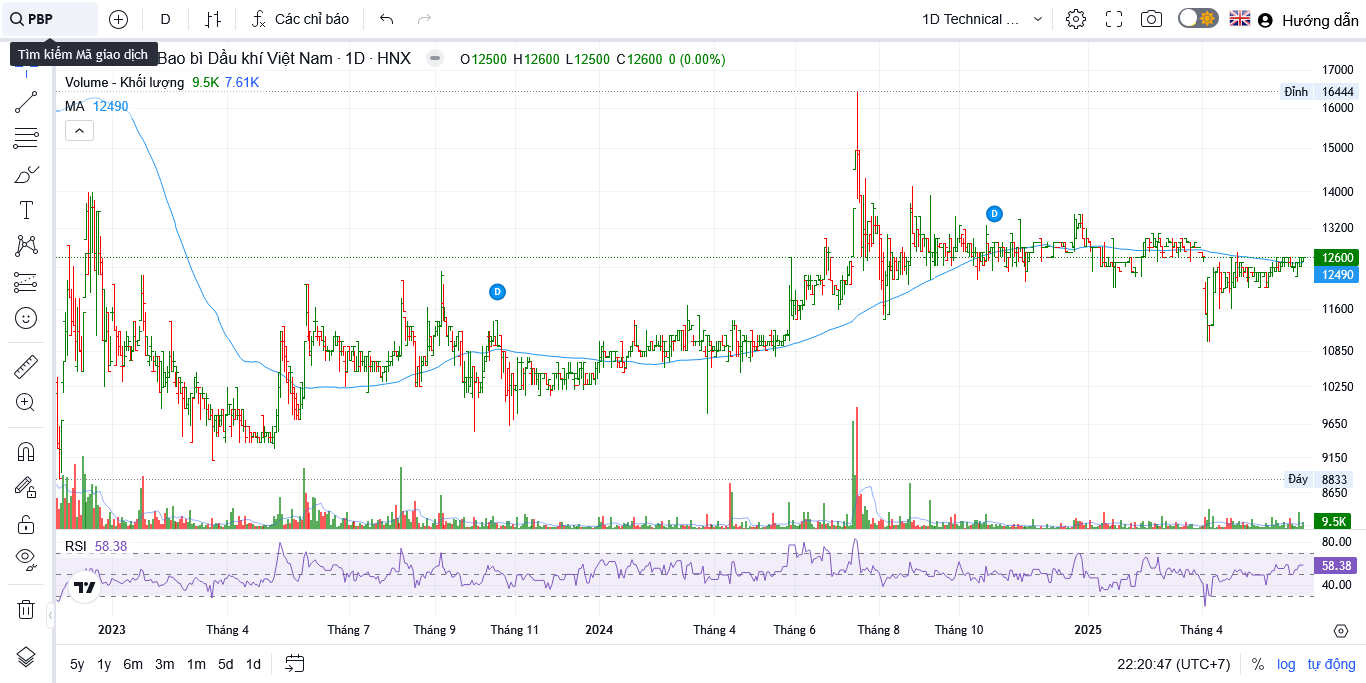 PBP
D
Các chỉ báo
1D Technical ...
Hướng dẫn
Tìm kiếm Mã giao dịch
Bao bì Dầu khí Việt Nam · 1D · HNX
O12500 H12600 L12500 C12600 0 (0.00%)
Volume - Khối lượng 9.5K 7.61K
MA 12490
17000
Đỉnh 16444
16000
15000
14000
13200
12600
12490
11600
10850
10250
9650
9150
Đáy 8833
8650
9.5K
D
D
RSI 58.38
80.00
58.38
40.00
2023 Tháng 4 Tháng 7 Tháng 9 Tháng 11 2024 Tháng 4 Tháng 6 Tháng 8 Tháng 10 2025 Tháng 4
5y 1y 6m 3m 1m 5d 1d
22:20:47 (UTC+7) % log tự động